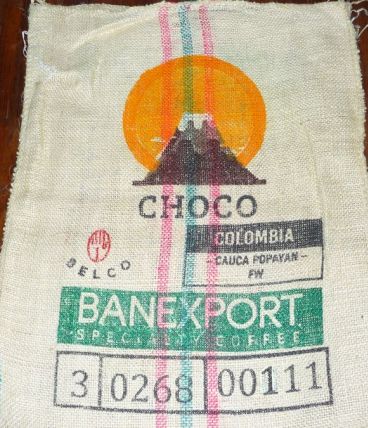 CHOCO
COLOMBIA
- CAUCA POPAYAN -
FW
BELCO
BANEXPORT
SPECIALTY COFFEE
3 0268 00111